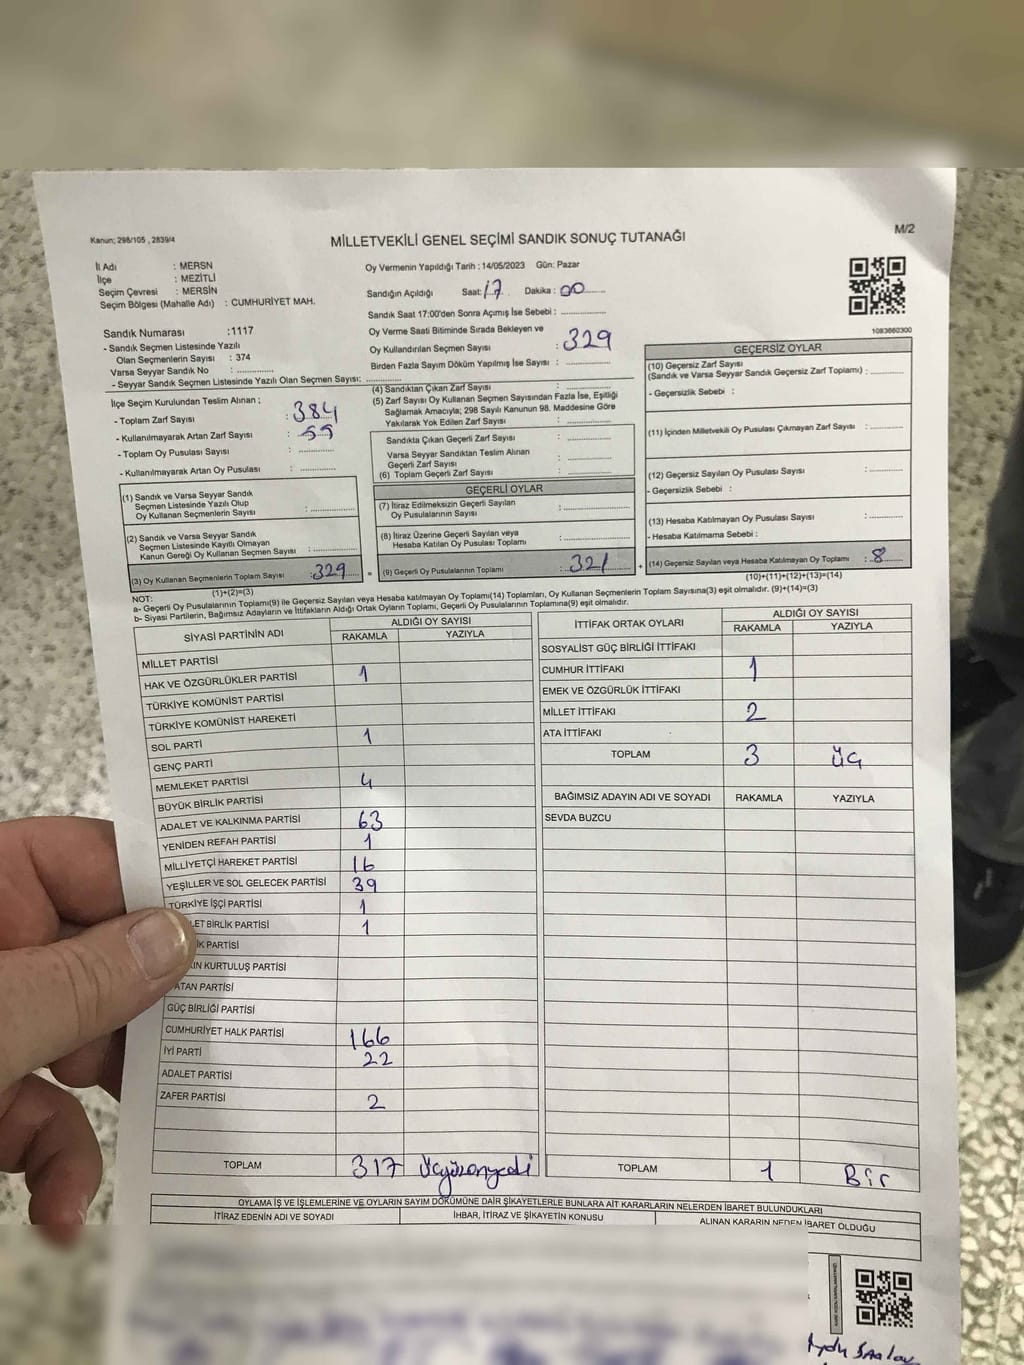 Kanun; 298/105 , 2839/4
MİLLETVEKİLİ GENEL SEÇİMİ SANDIK SONUÇ TUTANAĞI
M/2
İl Adı : MERSN
İlçe : MEZİTLİ
Seçim Çevresi : MERSİN
Seçim Bölgesi (Mahalle Adı) : CUMHURİYET MAH.
Sandık Numarası :1117
- Sandık Seçmen Listesinde Yazılı
Olan Seçmenlerin Sayısı : 374
Varsa Seyyar Sandık No : ..............
- Seyyar Sandık Seçmen Listesinde Yazılı Olan Seçmen Sayısı: ..............
Oy Vermenin Yapıldığı Tarih : 14/05/2023 Gün: Pazar
Sandığın Açıldığı Saat: 17 Dakika : 00
Sandık Saat 17:00'den Sonra Açımış İse Sebebi : ..............
Oy Verme Saati Bitiminde Sırada Bekleyen ve
Oy Kullandırılan Seçmen Sayısı : 329
Birden Fazla Sayım Döküm Yapılmış İse Sayısı : ..............
1083660300
İlçe Seçim Kurulundan Teslim Alınan ;
- Toplam Zarf Sayısı : 384
- Kullanılmayarak Artan Zarf Sayısı : 55
- Toplam Oy Pusulası Sayısı : ..............
- Kullanılmayarak Artan Oy Pusulası : ..............
(1) Sandık ve Varsa Seyyar Sandık
Seçmen Listesinde Yazılı Olup
Oy Kullanan Seçmenlerin Sayısı : ..............
(2) Sandık ve Varsa Seyyar Sandık
Seçmen Listesinde Kayıtlı Olmayan
Kanun Gereği Oy Kullanan Seçmen Sayısı : ..............
(3) Oy Kullanan Seçmenlerin Toplam Sayısı : 329
(1)+(2)=(3)
(4) Sandıktan Çıkan Zarf Sayısı : ..............
(5) Zarf Sayısı Oy Kullanan Seçmen Sayısından Fazla İse, Eşitliği
Sağlamak Amacıyla; 298 Sayılı Kanunun 98. Maddesine Göre
Yakılarak Yok Edilen Zarf Sayısı : ..............
Sandıkta Çıkan Geçerli Zarf Sayısı : ..............
Varsa Seyyar Sandıktan Teslim Alınan
Geçerli Zarf Sayısı : ..............
(6) Toplam Geçerli Zarf Sayısı : ..............
GEÇERLİ OYLAR
(7) İtiraz Edilmeksizin Geçerli Sayılan
Oy Pusulalarının Sayısı : ..............
(8) İtiraz Üzerine Geçerli Sayılan veya
Hesaba Katılan Oy Pusulası Toplamı : ..............
= (9) Geçerli Oy Pusulalarının Toplamı : 321
GEÇERSİZ OYLAR
(10) Geçersiz Zarf Sayısı
(Sandık ve Varsa Seyyar Sandık Geçersiz Zarf Toplamı) : ..............
- Geçersizlik Sebebi :
(11) İçinden Milletvekili Oy Pusulası Çıkmayan Zarf Sayısı : ..............
(12) Geçersiz Sayılan Oy Pusulası Sayısı : ..............
- Geçersizlik Sebebi :
(13) Hesaba Katılmayan Oy Pusulası Sayısı : ..............
- Hesaba Katılmama Sebebi :
+ (14) Geçersiz Sayılan veya Hesaba Katılmayan Oy Toplamı : 8
(10)+(11)+(12)+(13)=(14)
NOT:
a- Geçerli Oy Pusulalarının Toplamı(9) ile Geçersiz Sayılan veya Hesaba katılmayan Oy Toplamı(14) Toplamları, Oy Kullanan Seçmenlerin Toplam Sayısına(3) eşit olmalıdır. (9)+(14)=(3)
b- Siyasi Partilerin, Bağımsız Adayların ve İttifakların Aldığı Ortak Oyların Toplamı, Geçerli Oy Pusulalarının Toplamına(9) eşit olmalıdır.
SİYASİ PARTİNİN ADI ALDIĞI OY SAYISI
RAKAMLA YAZIYLA
MİLLET PARTİSİ
HAK VE ÖZGÜRLÜKLER PARTİSİ 1
TÜRKİYE KOMÜNİST PARTİSİ
TÜRKİYE KOMÜNİST HAREKETİ
SOL PARTİ 1
GENÇ PARTİ
MEMLEKET PARTİSİ 4
BÜYÜK BİRLİK PARTİSİ
ADALET VE KALKINMA PARTİSİ 63
YENİDEN REFAH PARTİSİ 1
MİLLİYETÇİ HAREKET PARTİSİ 16
YEŞİLLER VE SOL GELECEK PARTİSİ 39
TÜRKİYE İŞÇİ PARTİSİ 1
LET BİRLİK PARTİSİ 1
İK PARTİSİ
IN KURTULUŞ PARTİSİ
ATAN PARTİSİ
GÜÇ BİRLİĞİ PARTİSİ
CUMHURİYET HALK PARTİSİ 166
İYİ PARTİ 22
ADALET PARTİSİ
ZAFER PARTİSİ 2
TOPLAM 317 Üçyüzonyedi
İTTİFAK ORTAK OYLARI ALDIĞI OY SAYISI
RAKAMLA YAZIYLA
SOSYALİST GÜÇ BİRLİĞİ İTTİFAKI
CUMHUR İTTİFAKI 1
EMEK VE ÖZGÜRLÜK İTTİFAKI
MİLLET İTTİFAKI 2
ATA İTTİFAKI
TOPLAM 3 Üç
BAĞIMSIZ ADAYIN ADI VE SOYADI RAKAMLA YAZIYLA
SEVDA BUZCU
TOPLAM 1 Bir
OYLAMA İŞ VE İŞLEMLERİNE VE OYLARIN SAYIM DÖKÜMÜNE DAİR ŞİKAYETLERLE BUNLARA AİT KARARLARIN NELERDEN İBARET BULUNDUKLARI
İTİRAZ EDENİN ADI VE SOYADI İHBAR, İTİRAZ VE ŞİKAYETİN KONUSU ALINAN KARARIN NEDEN İBARET OLDUĞU